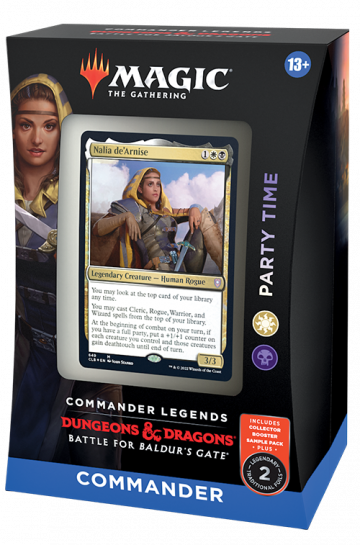 MAGIC
THE GATHERING
13+
Nalia de'Arnise
1
Legendary Creature — Human Rogue
You may look at the top card of your library
any time.
You may cast Cleric, Rogue, Warrior, and
Wizard spells from the top of your library.
At the beginning of combat on your turn, if
you have a full party, put a +1/+1 counter on
each creature you control and those creatures
gain deathtouch until end of turn.
3/3
PARTY TIME
COMMANDER LEGENDS
DUNGEONS & DRAGONS
BATTLE FOR BALDUR'S GATE
COMMANDER
INCLUDES
COLLECTOR
BOOSTER
SAMPLE PACK
• PLUS •
LEGENDARY
2
TRADITIONAL FOILS